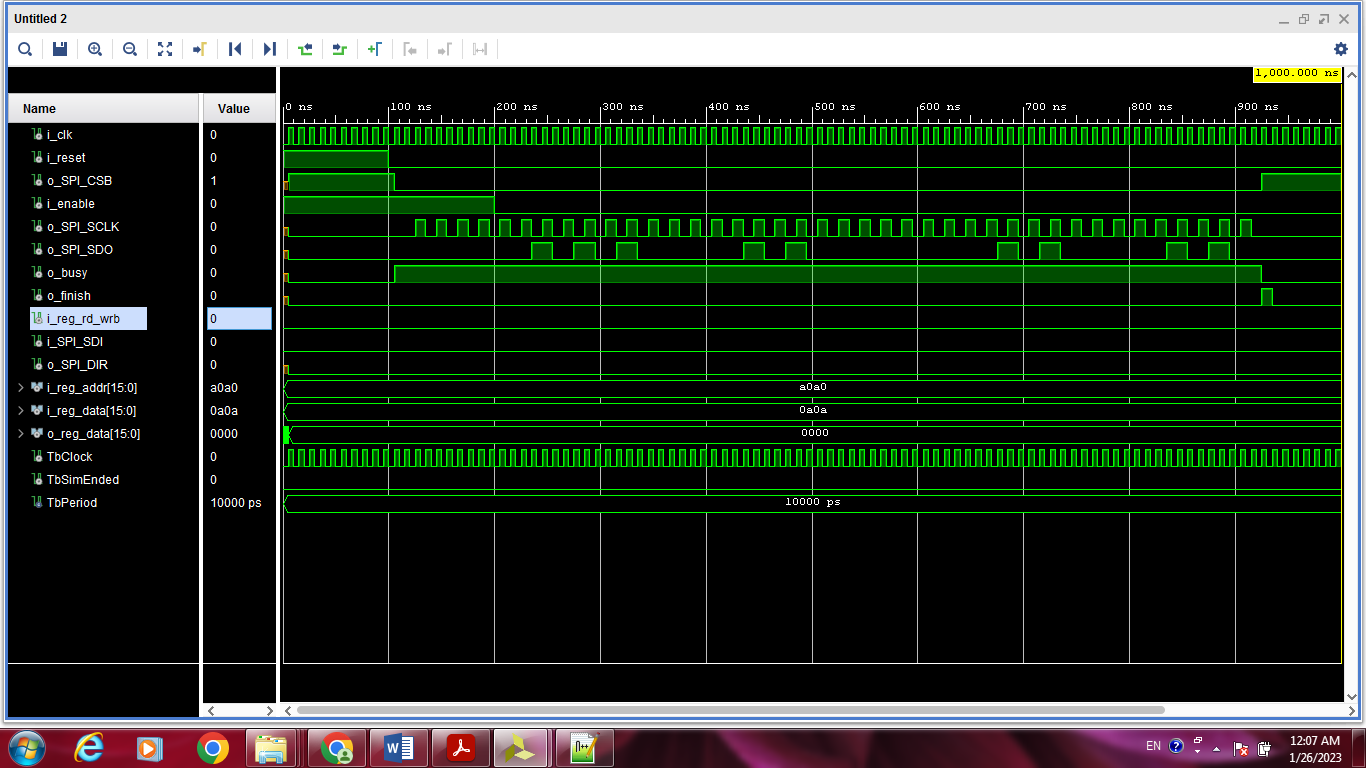 Untitled 2
1,000.000 ns
Name Value
0 ns 100 ns 200 ns 300 ns 400 ns 500 ns 600 ns 700 ns 800 ns 900 ns
i_clk 0
i_reset 0
o_SPI_CSB 1
i_enable 0
o_SPI_SCLK 0
o_SPI_SDO 0
o_busy 0
o_finish 0
i_reg_rd_wrb 0
i_SPI_SDI 0
o_SPI_DIR 0
i_reg_addr[15:0] a0a0 a0a0
i_reg_data[15:0] 0a0a 0a0a
o_reg_data[15:0] 0000 0000
TbClock 0
TbSimEnded 0
TbPeriod 10000 ps 10000 ps
EN 12:07 AM
1/26/2023